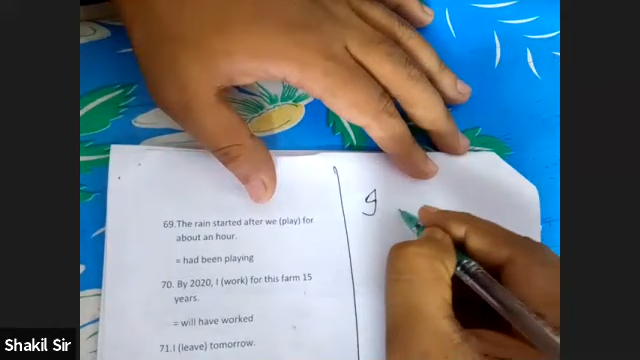 69.The rain started after we (play) for
about an hour.
= had been playing
70. By 2020, I (work) for this farm 15
years.
= will have worked
71.I (leave) tomorrow.
Shakil Sir